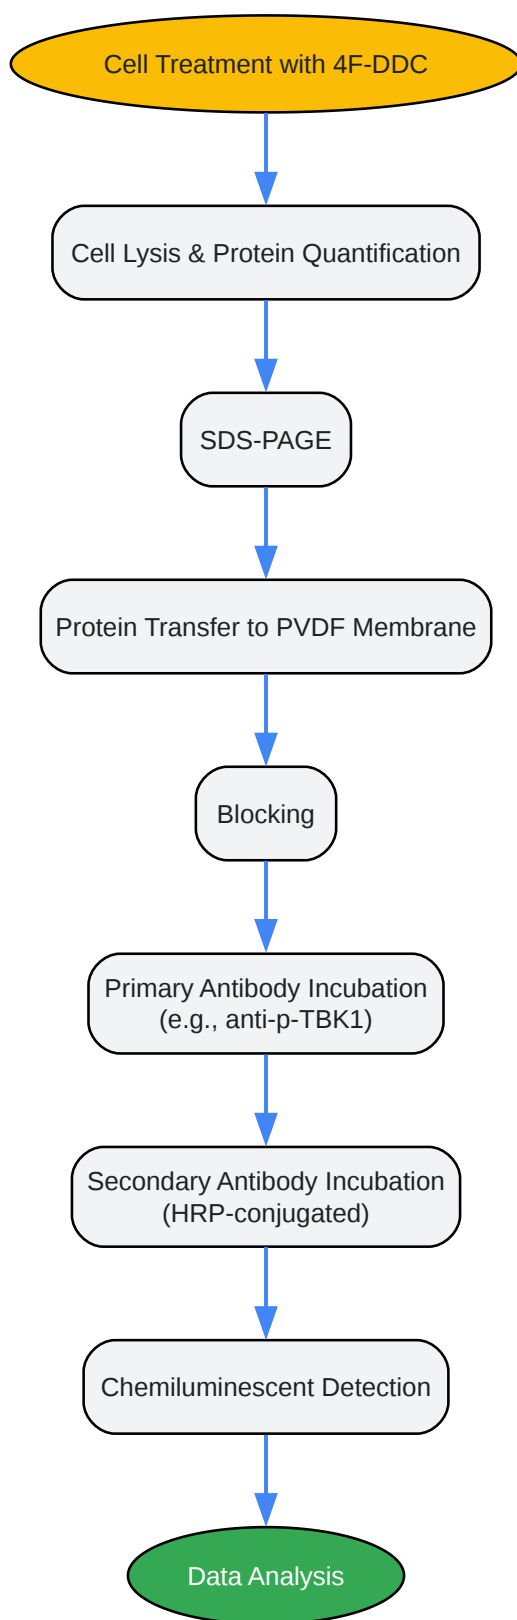 Cell Treatment with 4F-DDC
Cell Lysis & Protein Quantification
SDS-PAGE
Protein Transfer to PVDF Membrane
Blocking
Primary Antibody Incubation
(e.g., anti-p-TBK1)
Secondary Antibody Incubation
(HRP-conjugated)
Chemiluminescent Detection
Data Analysis